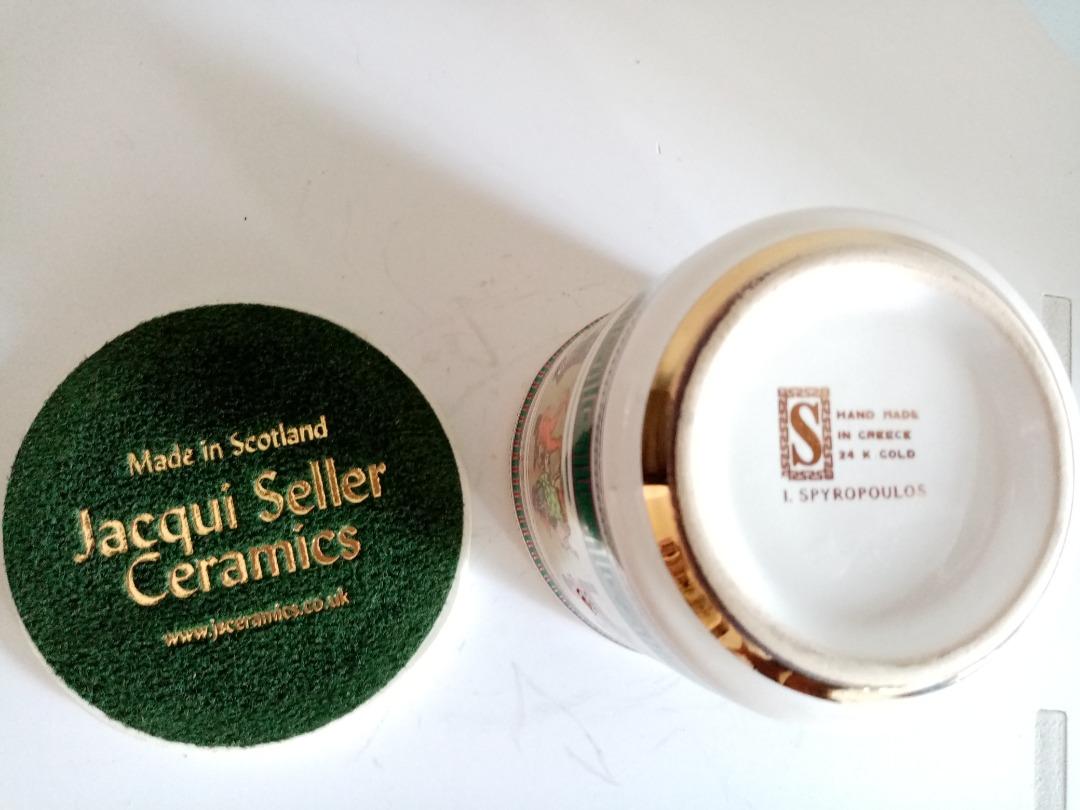 Made in Scotland
Jacqui Seller
Ceramics
www.jsceramics.co.uk
S
HAND MADE
IN GREECE
24 K GOLD
I. SPYROPOULOS